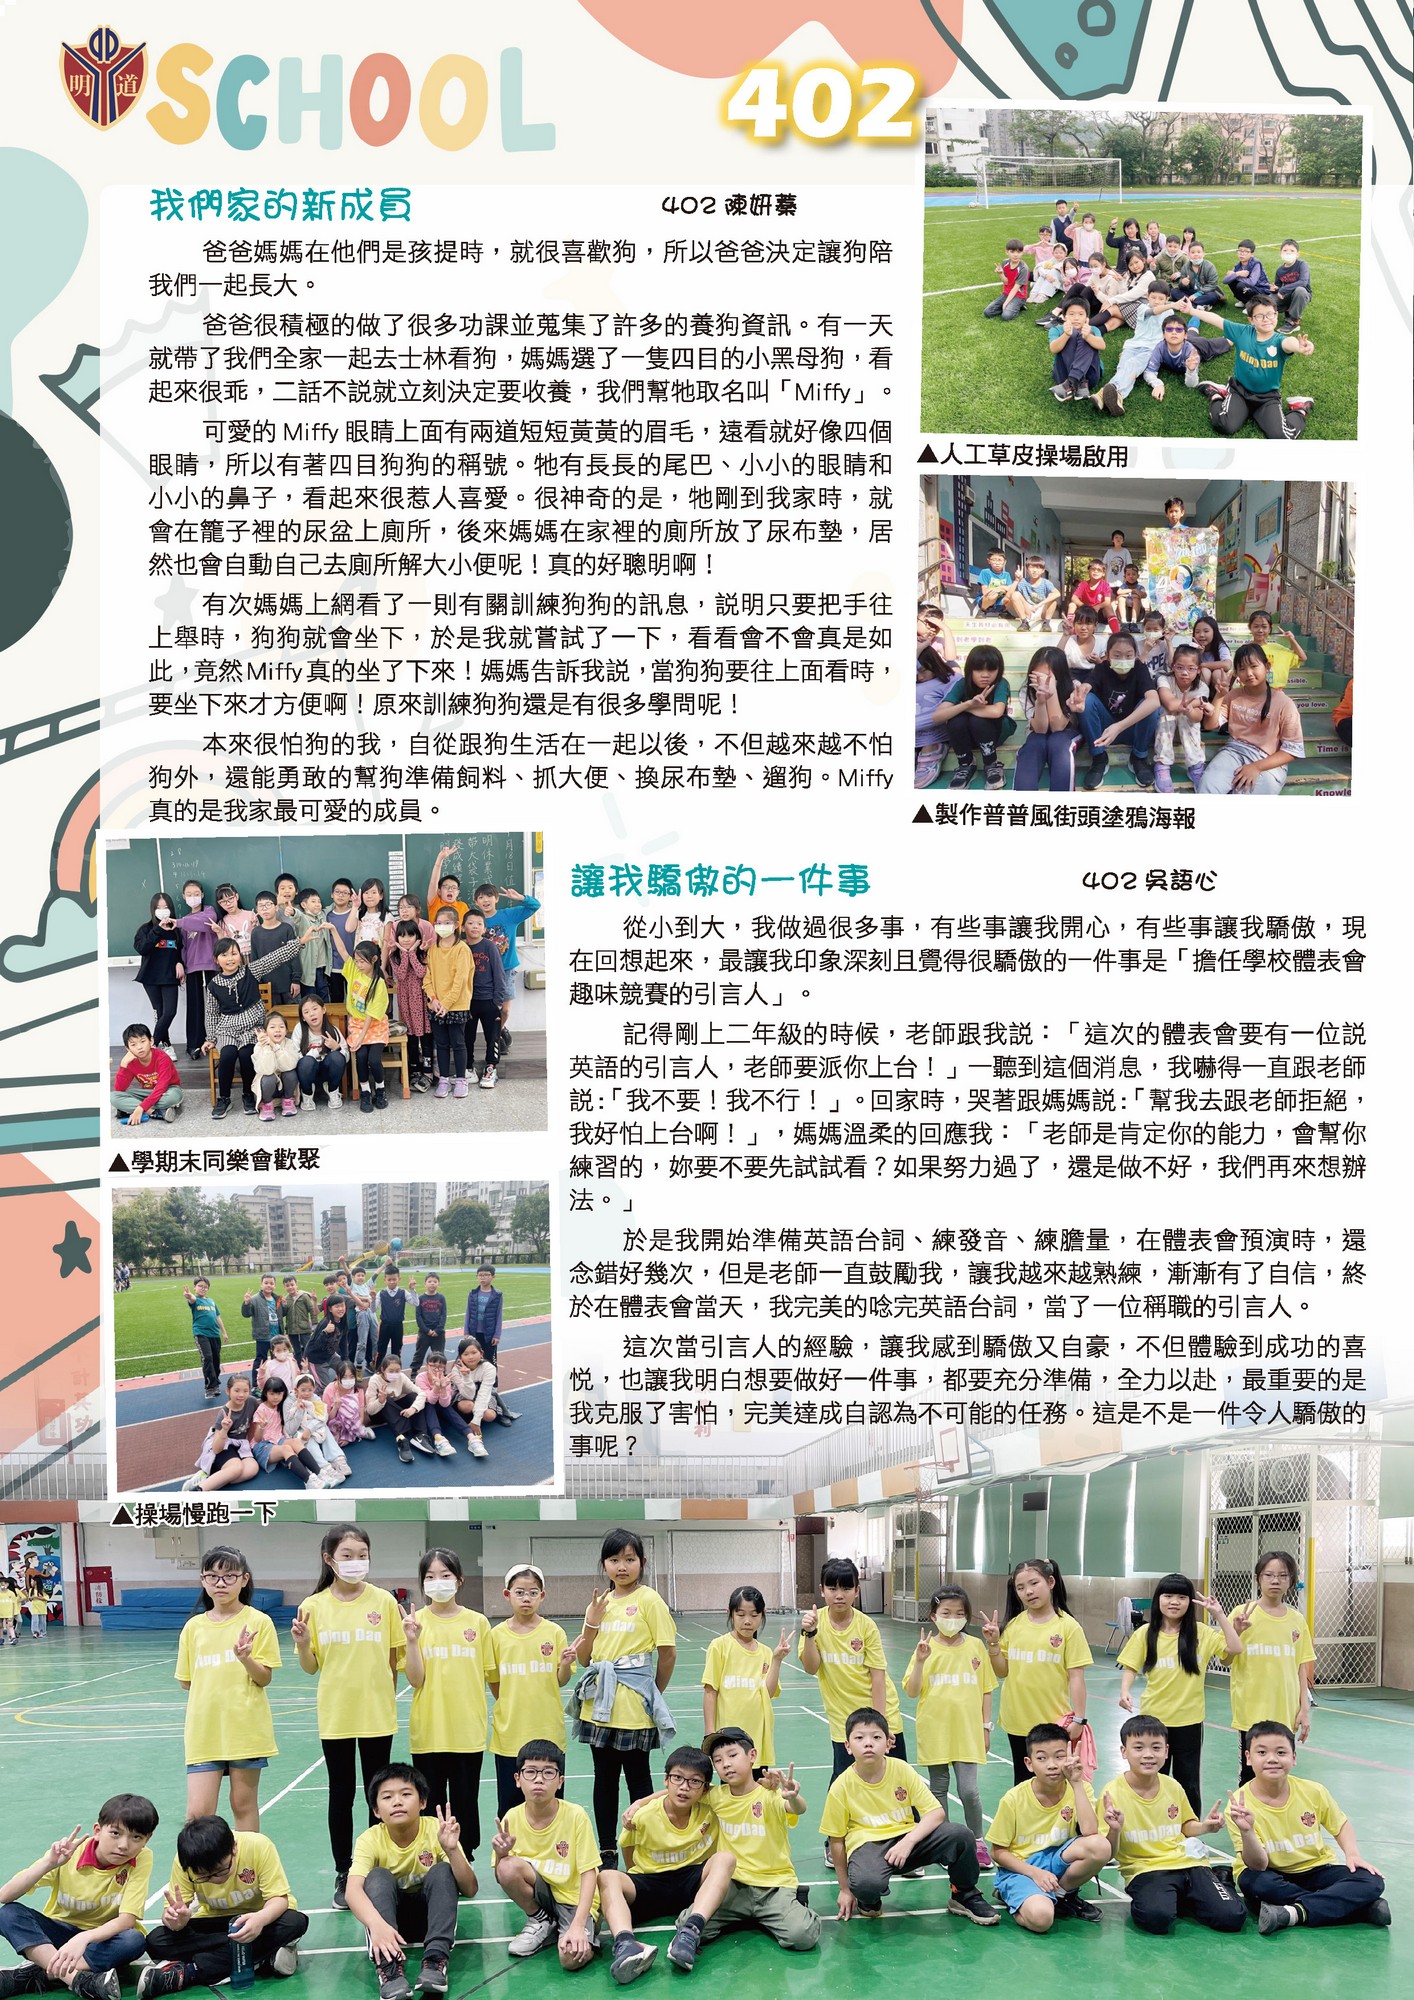 明道
SCHOOL
402
我們家的新成員
402 陳妍蓁
爸爸媽媽在他們是孩提時，就很喜歡狗，所以爸爸決定讓狗陪
我們一起長大。
爸爸很積極的做了很多功課並蒐集了許多的養狗資訊。有一天
就帶了我們全家一起去士林看狗，媽媽選了一隻四目的小黑母狗，看
起來很乖，二話不說就立刻決定要收養，我們幫牠取名叫「Miffy」。
可愛的 Miffy 眼睛上面有兩道短短黃黃的眉毛，遠看就好像四個
眼睛，所以有著四目狗狗的稱號。牠有長長的尾巴、小小的眼睛和
小小的鼻子，看起來很惹人喜愛。很神奇的是，牠剛到我家時，就
會在籠子裡的尿盆上廁所，後來媽媽在家裡的廁所放了尿布墊，居
然也會自動自己去廁所解大小便呢！真的好聰明啊！
有次媽媽上網看了一則有關訓練狗狗的訊息，說明只要把手往
上舉時，狗狗就會坐下，於是我就嘗試了一下，看看會不會真是如
此，竟然 Miffy 真的坐了下來！媽媽告訴我說，當狗狗要往上面看時，
要坐下來才方便啊！原來訓練狗狗還是有很多學問呢！
本來很怕狗的我，自從跟狗生活在一起以後，不但越來越不怕
狗外，還能勇敢的幫狗準備飼料、抓大便、換尿布墊、遛狗。Miffy
真的是我家最可愛的成員。
▲人工草皮操場啟用
▲製作普普風街頭塗鴉海報
▲學期末同樂會歡聚
▲操場慢跑一下
讓我驕傲的一件事
402 吳語心
從小到大，我做過很多事，有些事讓我開心，有些事讓我驕傲，現
在回想起來，最讓我印象深刻且覺得很驕傲的一件事是「擔任學校體表會
趣味競賽的引言人」。
記得剛上二年級的時候，老師跟我說：「這次的體表會要有一位說
英語的引言人，老師要派你上台！」一聽到這個消息，我嚇得一直跟老師
說：「我不要！我不行！」。回家時，哭著跟媽媽說：「幫我去跟老師拒絕，
我好怕上台啊！」，媽媽溫柔的回應我：「老師是肯定你的能力，會幫你
練習的，妳要不要先試試看？如果努力過了，還是做不好，我們再來想辦
法。」
於是我開始準備英語台詞、練發音、練膽量，在體表會預演時，還
念錯好幾次，但是老師一直鼓勵我，讓我越來越熟練，漸漸有了自信，終
於在體表會當天，我完美的唸完英語台詞，當了一位稱職的引言人。
這次當引言人的經驗，讓我感到驕傲又自豪，不但體驗到成功的喜
悅，也讓我明白想要做好一件事，都要充分準備，全力以赴，最重要的是
我克服了害怕，完美達成自認為不可能的任務。這是不是一件令人驕傲的
事呢？
Ming Dao